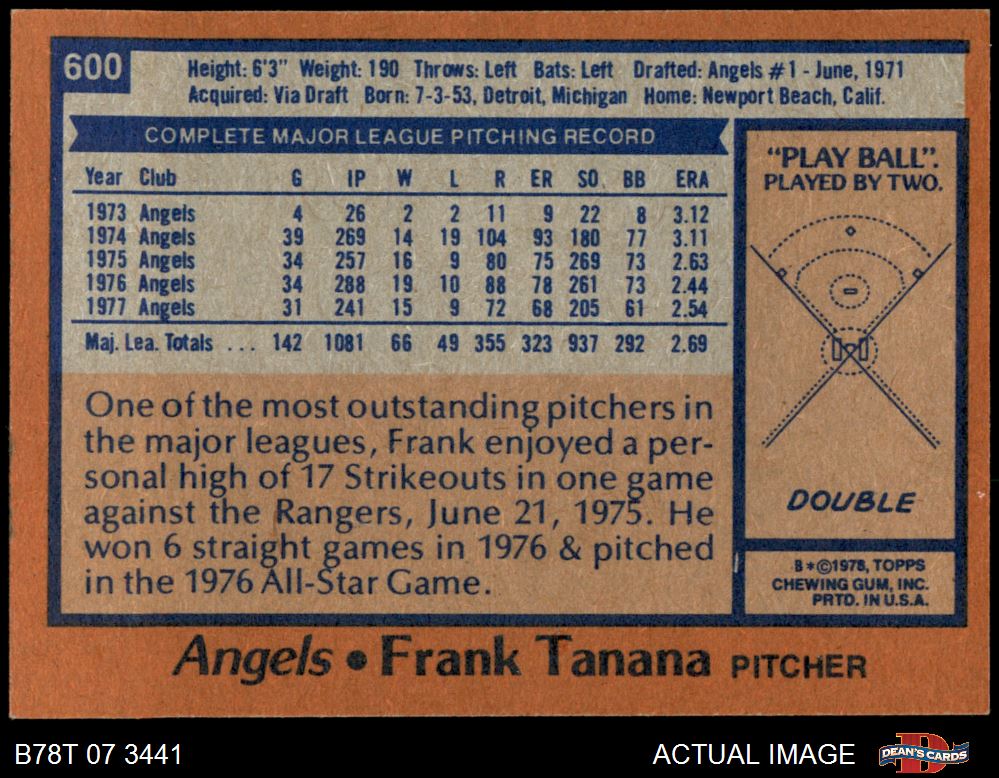 600
Height: 6'3" Weight: 190 Throws: Left Bats: Left Drafted: Angels #1 - June, 1971
Acquired: Via Draft Born: 7-3-53, Detroit, Michigan Home: Newport Beach, Calif.
COMPLETE MAJOR LEAGUE PITCHING RECORD
Year Club G IP W L R ER SO BB ERA
1973 Angels 4 26 2 2 11 9 22 8 3.12
1974 Angels 39 269 14 19 104 93 180 77 3.11
1975 Angels 34 257 16 9 80 75 269 73 2.63
1976 Angels 34 288 19 10 88 78 261 73 2.44
1977 Angels 31 241 15 9 72 68 205 61 2.54
Maj. Lea. Totals ... 142 1081 66 49 355 323 937 292 2.69
One of the most outstanding pitchers in
the major leagues, Frank enjoyed a per-
sonal high of 17 Strikeouts in one game
against the Rangers, June 21, 1975. He
won 6 straight games in 1976 & pitched
in the 1976 All-Star Game.
"PLAY BALL".
PLAYED BY TWO.
DOUBLE
B*©1978, TOPPS
CHEWING GUM, INC.
PRTD. IN U.S.A.
Angels • Frank Tanana PITCHER
B78T 07 3441
ACTUAL IMAGE
DEAN'S CARDS